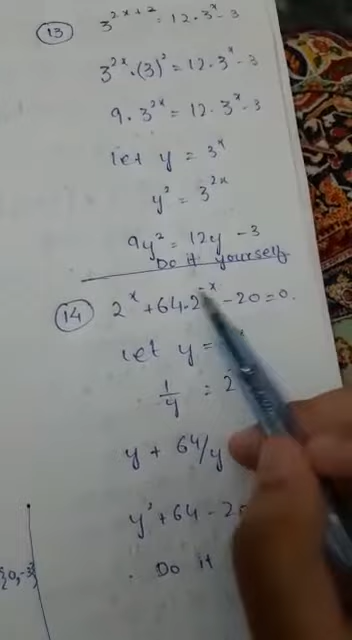 13 3^{2x+2} = 12·3^x - 3
3^{2x}·(3)^2 = 12·3^x - 3
9·3^{2x} = 12·3^x - 3
let y = 3^x
y^2 = 3^{2x}
9y^2 = 12y - 3
Do it yourself
14 2^x + 64·2^{-x} - 20 = 0.
let y =
1/y = 2
y + 64/y
y^2 + 64 - 20
Do it
{0,-3}